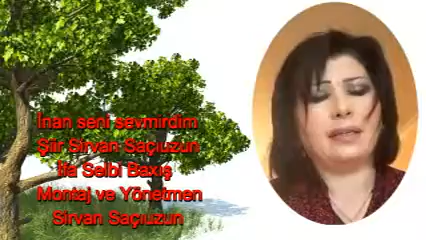 İnan seni sevmirdim
Şiir Sirvan Saçıuzun
İfa Selbi Baxış
Montaj ve Yönetmen
Sirvan Saçıuzun